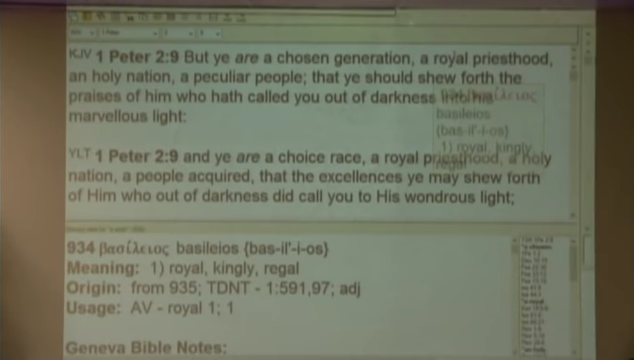 KJV 1 Peter 2:9 But ye are a chosen generation, a royal priesthood,
an holy nation, a peculiar people; that ye should shew forth the
praises of him who hath called you out of darkness into his
marvellous light:
βασίλειος
basileios
{bas-il'-i-os}
1) royal, kingly,
regal
YLT 1 Peter 2:9 and ye are a choice race, a royal priesthood, a holy
nation, a people acquired, that the excellences ye may shew forth
of Him who out of darkness did call you to His wondrous light;
934 βασίλειος basileios {bas-il'-i-os}
Meaning: 1) royal, kingly, regal
Origin: from 935; TDNT - 1:591,97; adj
Usage: AV - royal 1; 1
Geneva Bible Notes: